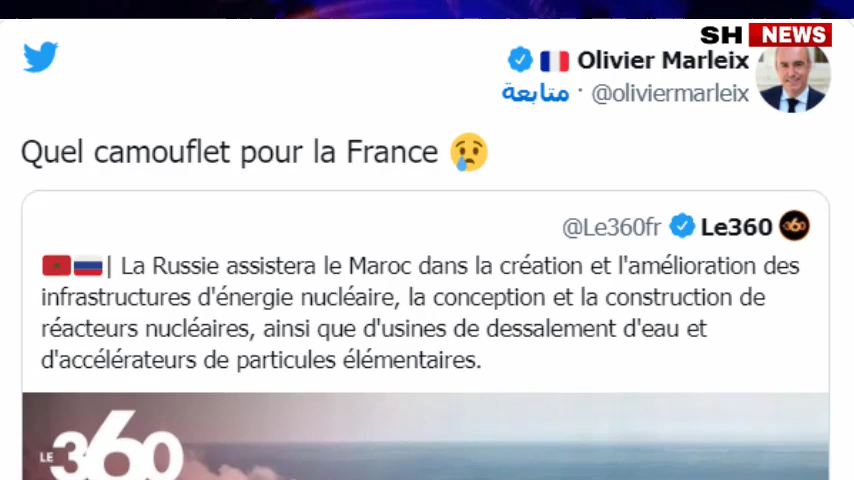 SH NEWS
Olivier Marleix
@oliviermarleix · متابعة
Quel camouflet pour la France
@Le360fr Le360
| La Russie assistera le Maroc dans la création et l'amélioration des
infrastructures d'énergie nucléaire, la conception et la construction de
réacteurs nucléaires, ainsi que d'usines de dessalement d'eau et
d'accélérateurs de particules élémentaires.
LE 360